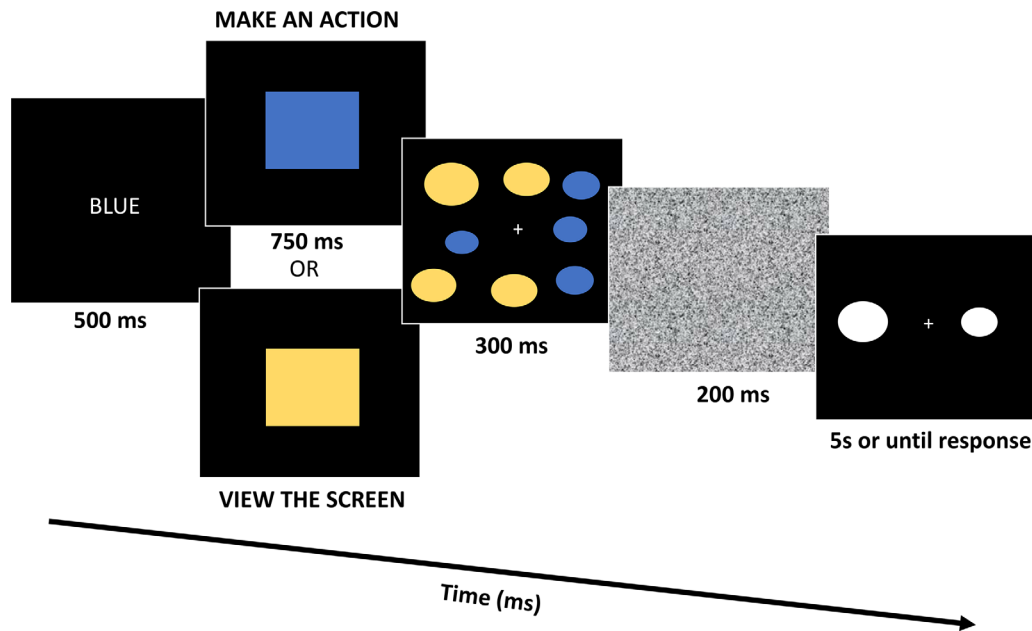 MAKE AN ACTION
BLUE
500 ms
750 ms
OR
VIEW THE SCREEN
300 ms
200 ms
5s or until response
Time (ms)